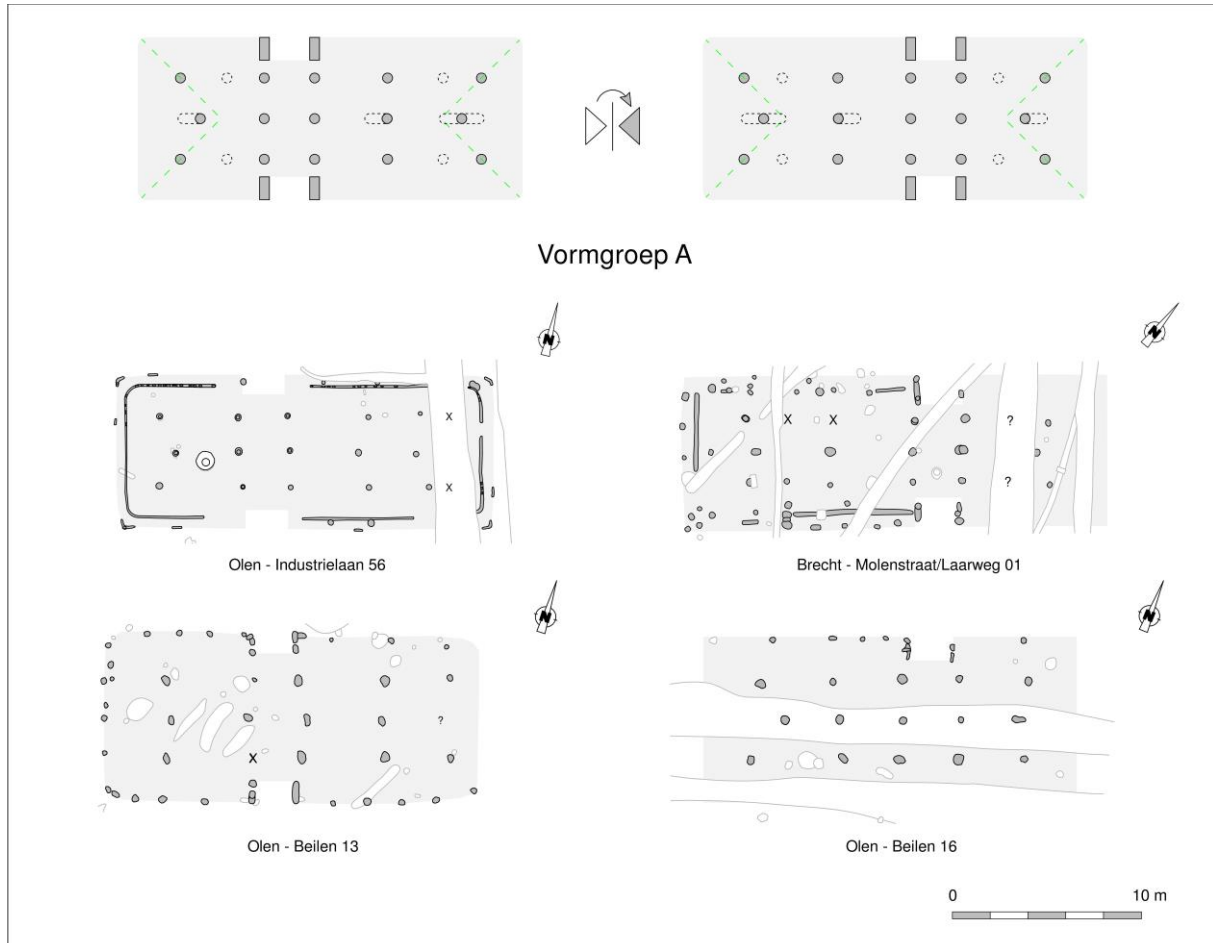 Vormgroep A
N
N
X
X
Olen - Industrielaan 56
X
X
?
?
Brecht - Molenstraat/Laarweg 01
N
N
X
?
?
Olen - Beilen 13
Olen - Beilen 16
0 10 m